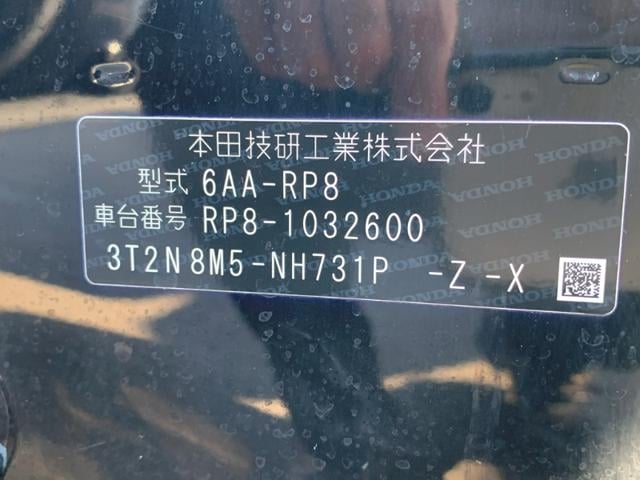 本田技研工業株式会社
型式 6AA-RP8
車台番号 RP8-1032600
3T2N8M5-NH731P -Z-X